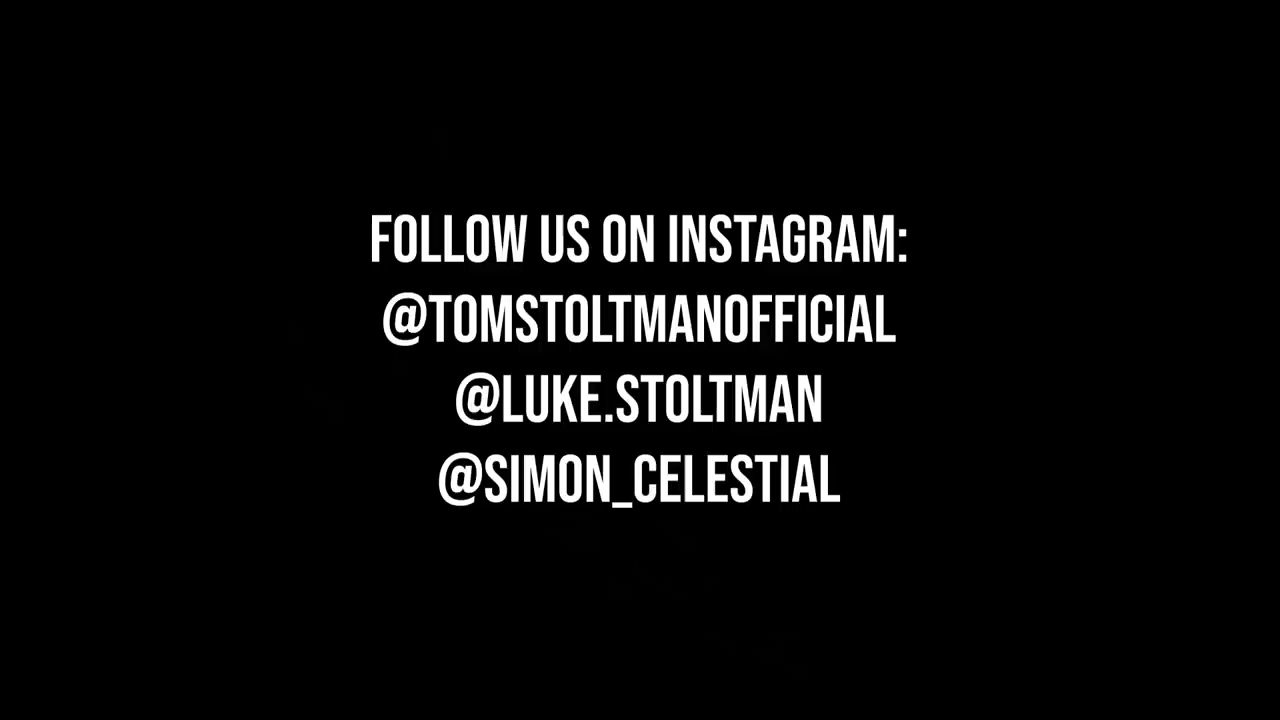 FOLLOW US ON INSTAGRAM:
@TOMSTOLTMANOFFICIAL
@LUKE.STOLTMAN
@SIMON_CELESTIAL